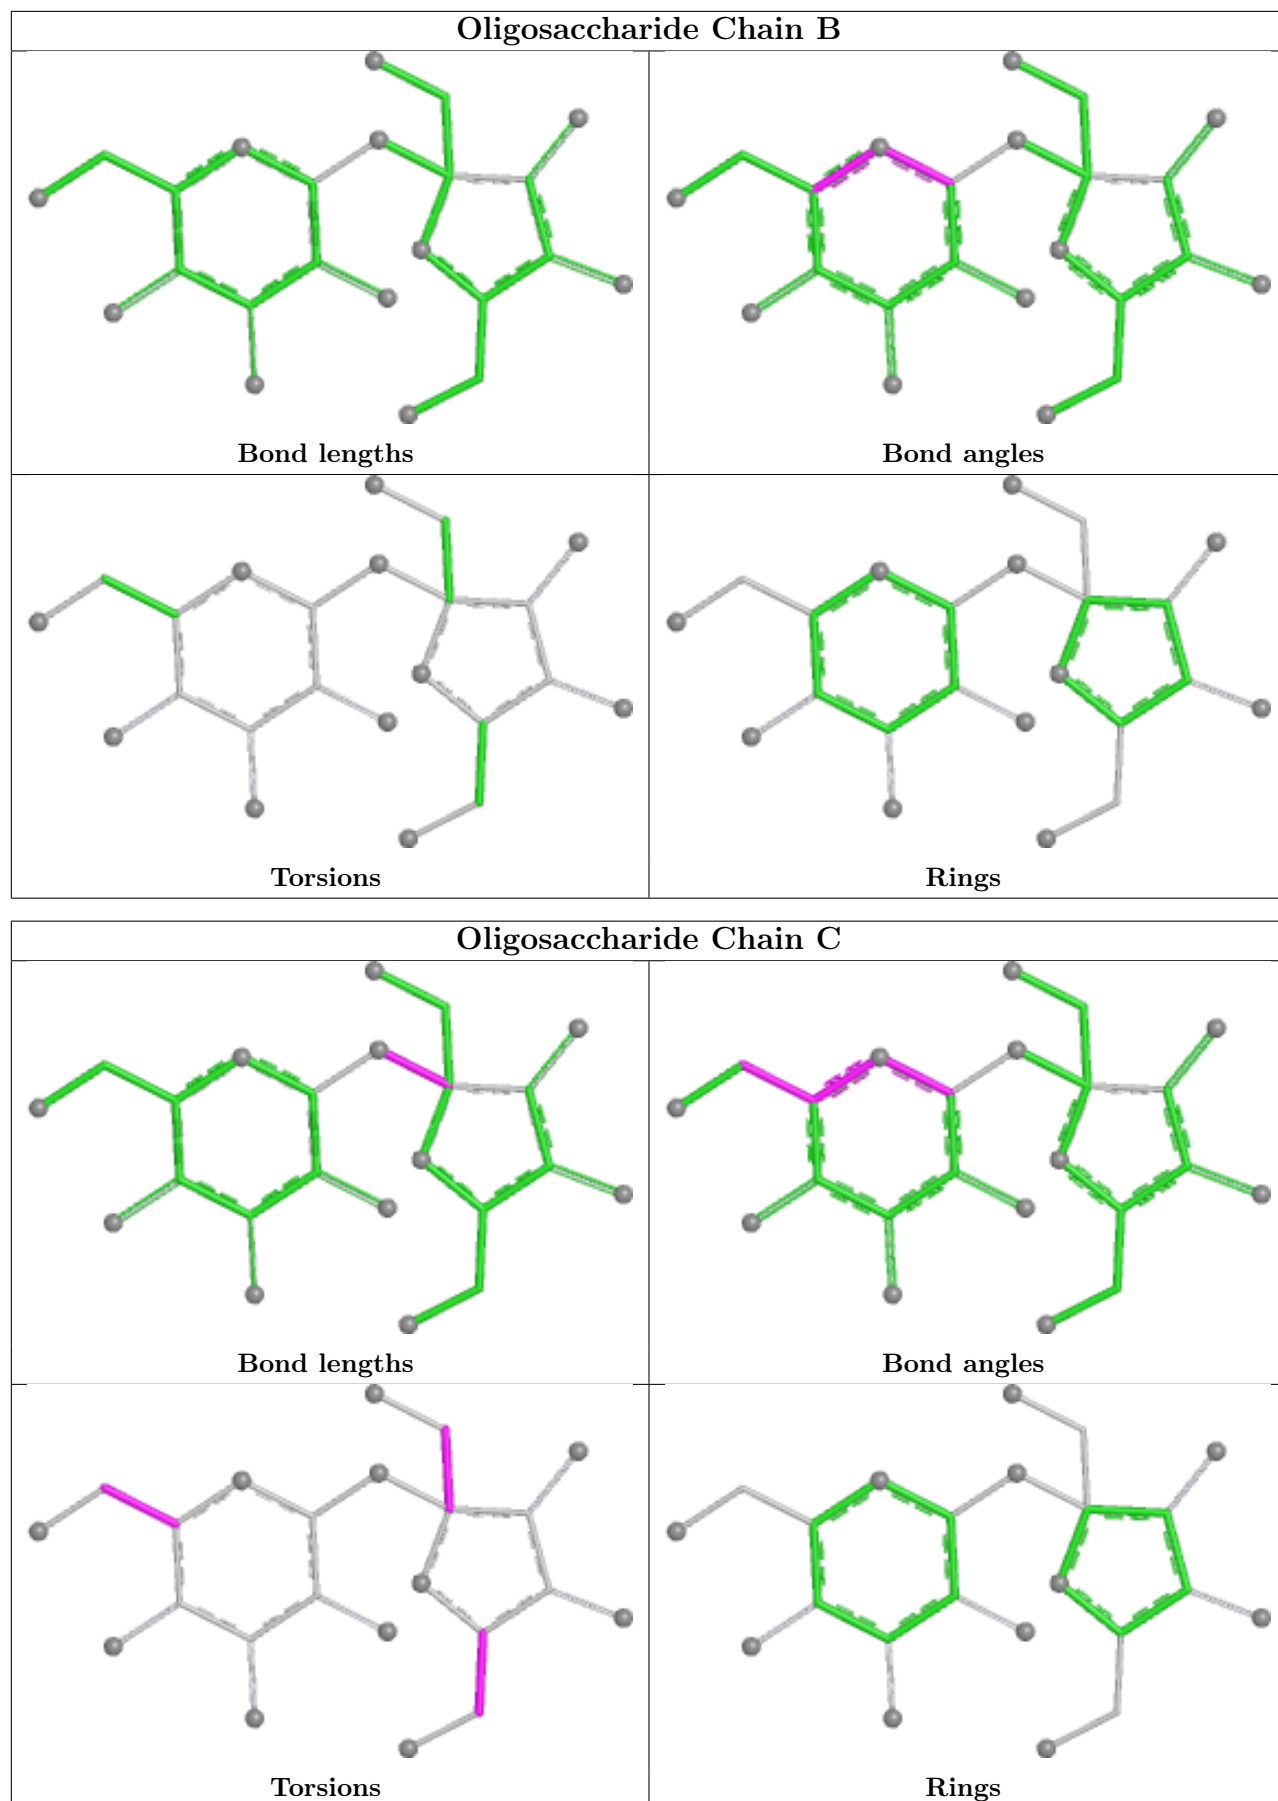 Oligosaccharide Chain B
Bond lengths
Bond angles
Torsions
Rings
Oligosaccharide Chain C
Bond lengths
Bond angles
Torsions
Rings